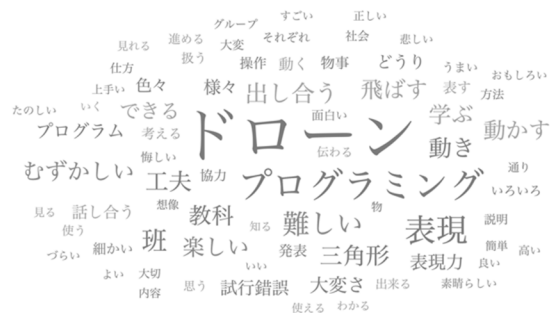 すごい 正しい
グループ
見れる 進める 大変 それぞれ 社会 悲しい
扱う
仕方 操作 動く 物事 どうり うまい おもしろい
上手い 色々 様々 出し合う 飛ばす 表す 方法
たのしい いく できる 面白い 学ぶ
プログラム 考える ドローン 動き 動かす
悔しい 伝わる
むずかしい 工夫 協力 プログラミング 通り
いろいろ
見る 話し合う 想像 教科 知る 難しい 物 表現 説明
使う
づらい 細かい 班 楽しい 発表 三角形 表現力 簡単 高い
よい 大切 いい 良い
内容 思う 試行錯誤 大変さ 出来る 素晴らしい
使える わかる